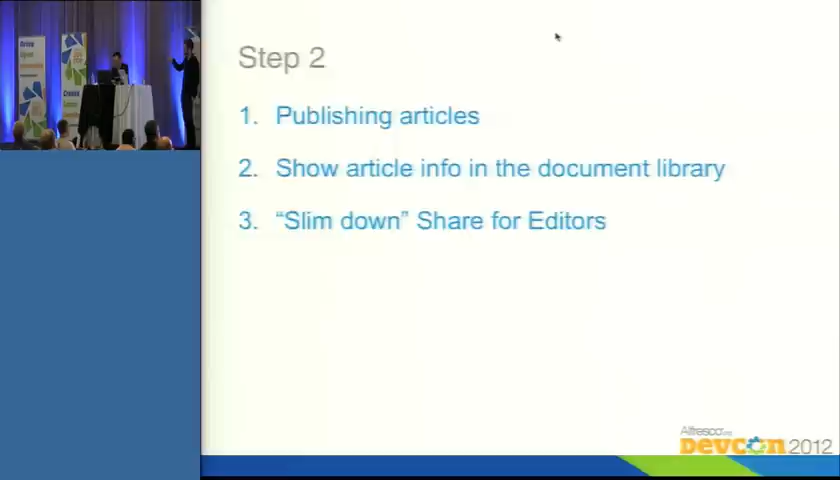 Step 2
1. Publishing articles
2. Show article info in the document library
3. “Slim down” Share for Editors
Alfresco
DEVCON 2012